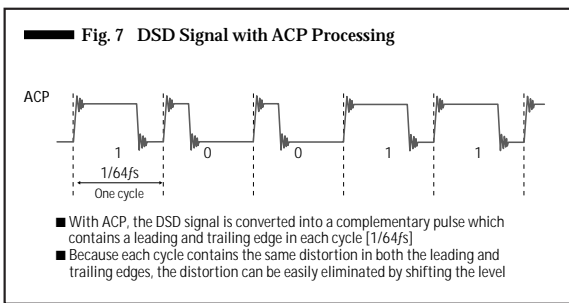 Fig. 7 DSD Signal with ACP Processing
ACP
1 0 0 1 1
1/64fs
One cycle
■ With ACP, the DSD signal is converted into a complementary pulse which
contains a leading and trailing edge in each cycle [1/64fs]
■ Because each cycle contains the same distortion in both the leading and
trailing edges, the distortion can be easily eliminated by shifting the level